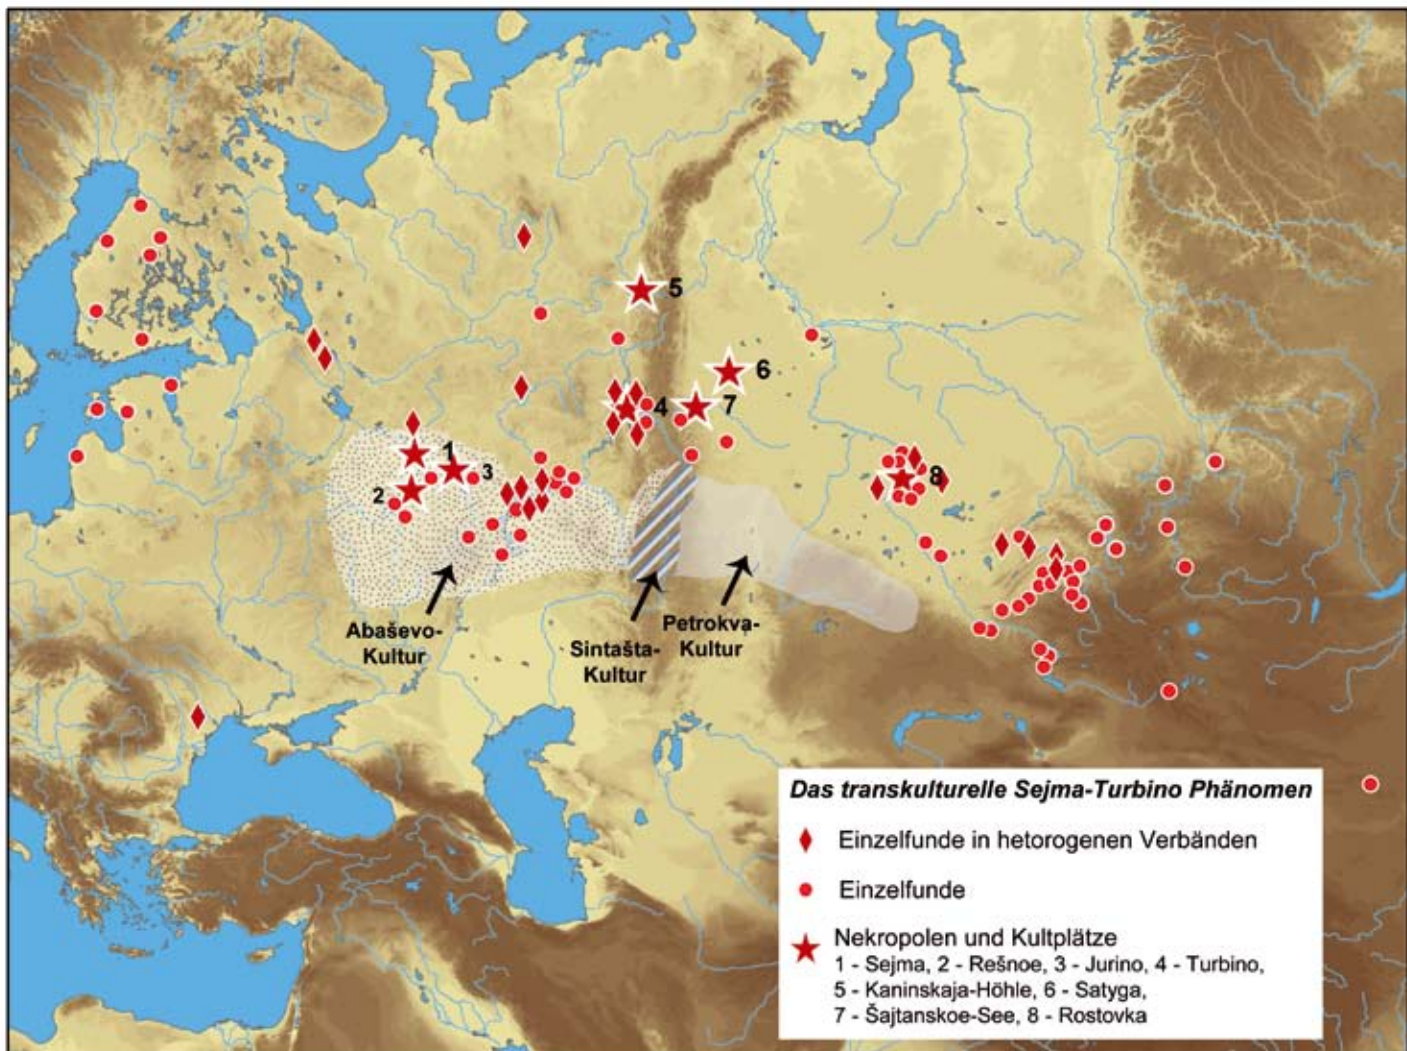 5
6
4
7
1
3
2
8
Abaševo-
Kultur
Sintašta-
Kultur
Petrokva-
Kultur
Das transkulturelle Sejma-Turbino Phänomen
Einzelfunde in hetorogenen Verbänden
Einzelfunde
Nekropolen und Kultplätze
1 - Sejma, 2 - Rešnoe, 3 - Jurino, 4 - Turbino,
5 - Kaninskaja-Höhle, 6 - Satyga,
7 - Šajtanskoe-See, 8 - Rostovka